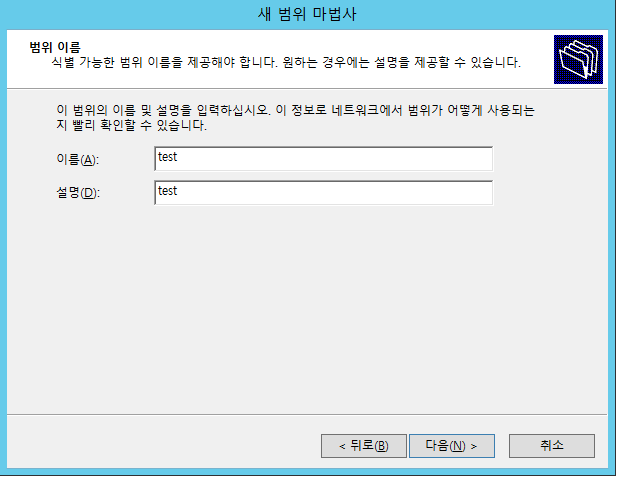 새 범위 마법사
범위 이름
식별 가능한 범위 이름을 제공해야 합니다. 원하는 경우에는 설명을 제공할 수 있습니다.
이 범위의 이름 및 설명을 입력하십시오. 이 정보로 네트워크에서 범위가 어떻게 사용되는
지 빨리 확인할 수 있습니다.
이름(A): test
설명(D): test
< 뒤로(B) 다음(N) > 취소